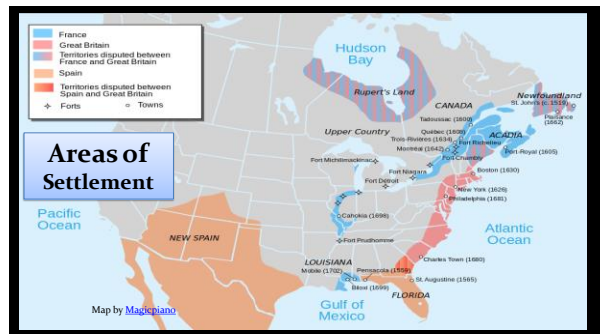 France
Great Britain
Territories disputed between
France and Great Britain
Spain
Territories disputed between
Spain and Great Britain
Forts
Towns
Areas of
Settlement
Hudson
Bay
Rupert's Land
Newfoundland
St. John's (c. 1519)
Plaisance
(1662)
CANADA
Tadoussac (1600)
Québec (1608)
Trois-Rivières (1634)
Montréal (1642)
Fort Richelieu
Fort Chambly
ACADIA
Port-Royal (1605)
Upper Country
Fort Michilimackinac
Fort Niagara
Fort Détroit
Boston (1630)
New York (1626)
Philadelphia (1681)
Cahokia (1696)
Pacific
Ocean
Atlantic
Ocean
NEW SPAIN
Fort Prudhomme
LOUISIANA
Mobile (1702)
Biloxi (1699)
Pensacola (1559)
Charles Town (1680)
St. Augustine (1565)
FLORIDA
Gulf of
Mexico
Map by Magicpiano